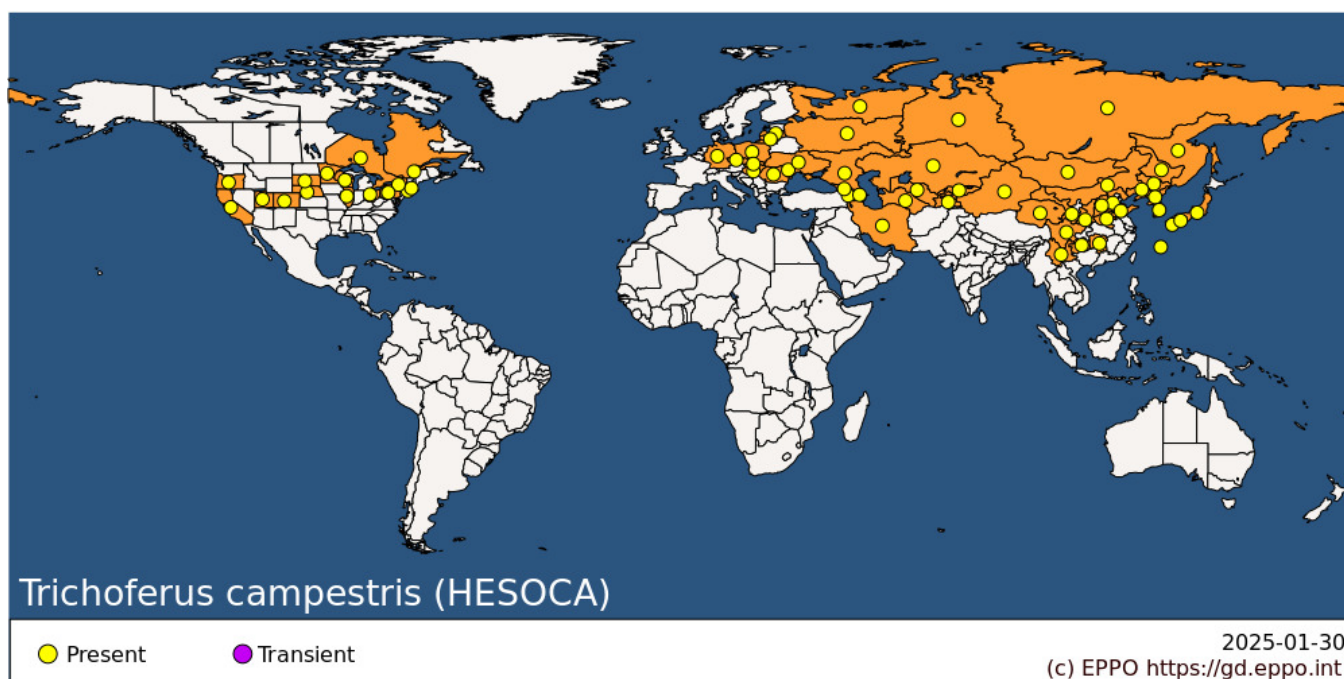 Trichoferus campestris (HESOCA)
Present
Transient
2025-01-30
(c) EPPO https://gd.eppo.int